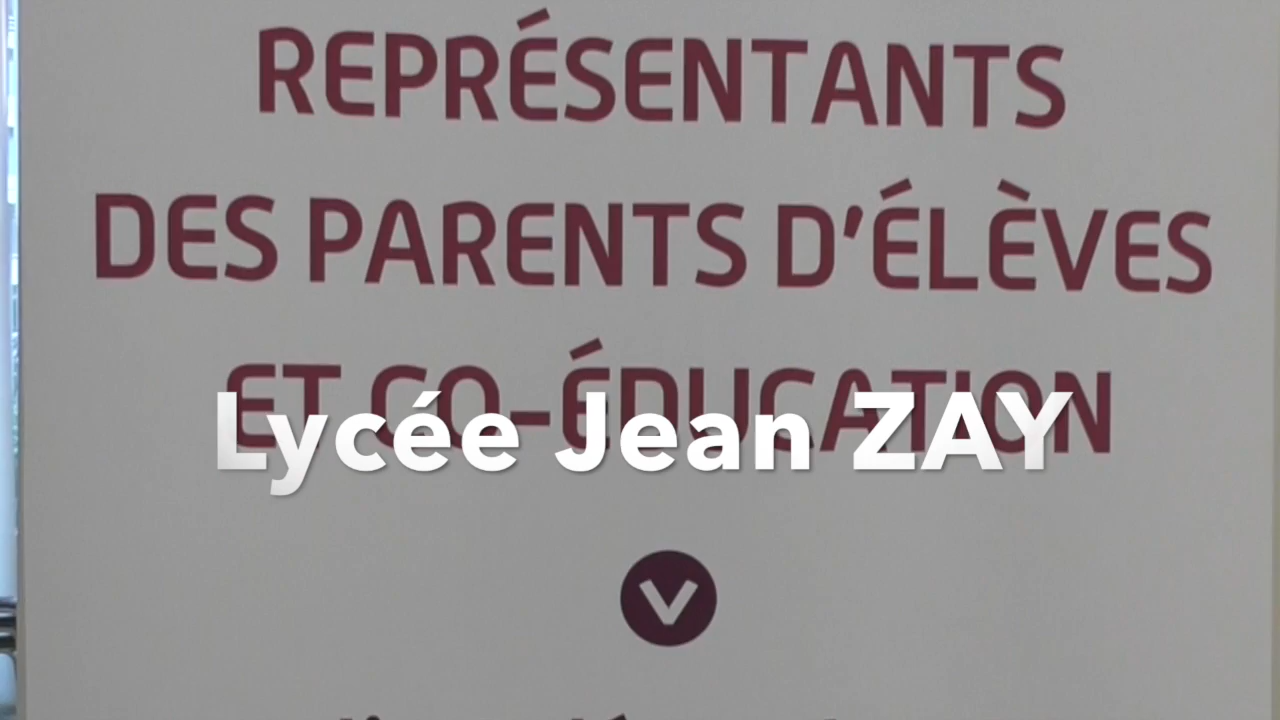 REPRÉSENTANTS
DES PARENTS D'ÉLÈVES
ET CO-ÉDUCATION
Lycée Jean ZAY
V